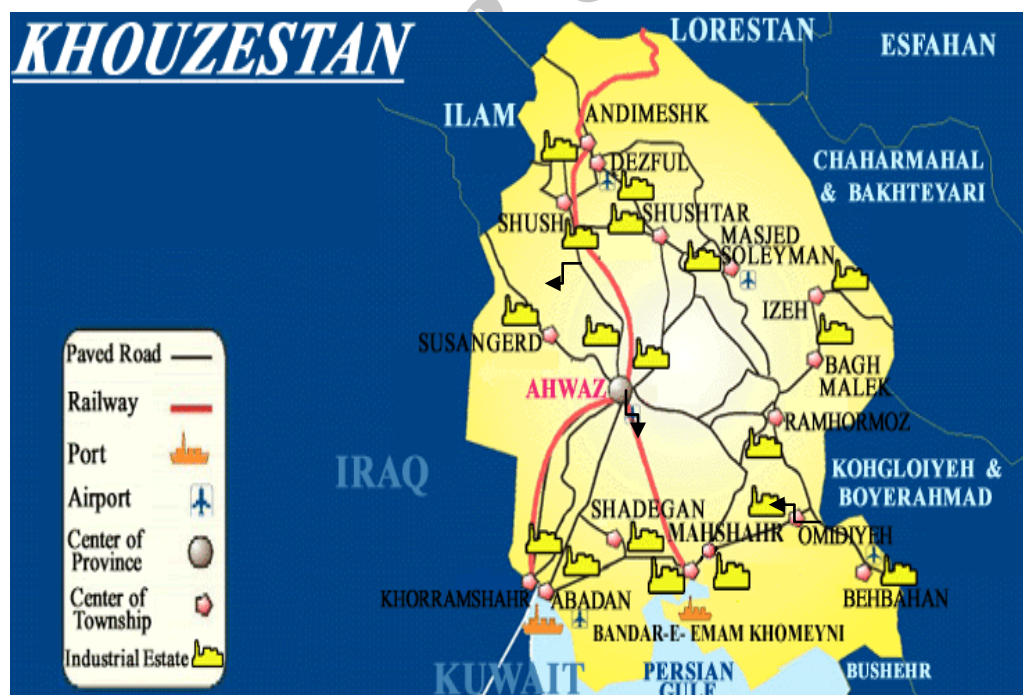 KHOUZESTAN
LORESTAN
ESFAHAN
ILAM
ANDIMESHK
DEZFUL
CHAHARMAHAL
& BAKHTEYARI
SHUSH
SHUSHTAR
MASJED
SOLEYMAN
IZEH
SUSANGERD
BAGH
MALEK
AHWAZ
RAMHORMOZ
IRAQ
KOHGLOIYEH &
BOYERAHMAD
SHADEGAN
MAHSHAHR
OMIDIYEH
KHORRAMSHAHR
ABADAN
BEHBAHAN
BANDAR-E- EMAM KHOMEYNI
KUWAIT
PERSIAN
GULF
BUSHEHR
Paved Road
Railway
Port
Airport
Center of
Province
Center of
Township
Industrial Estate